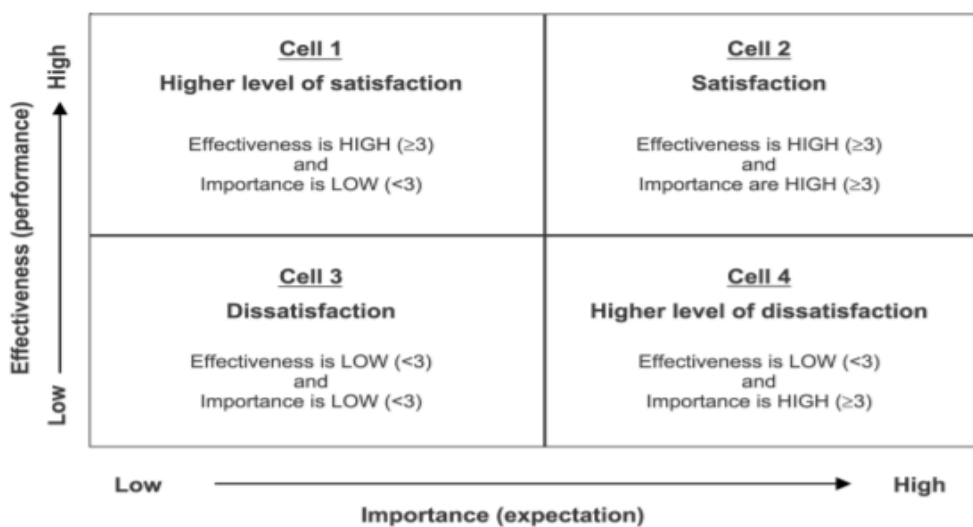 Effectiveness (performance)
High
Low
Cell 1
Higher level of satisfaction
Effectiveness is HIGH (≥3)
and
Importance is LOW (<3)
Cell 2
Satisfaction
Effectiveness is HIGH (≥3)
and
Importance are HIGH (≥3)
Cell 3
Dissatisfaction
Effectiveness is LOW (<3)
and
Importance is LOW (<3)
Cell 4
Higher level of dissatisfaction
Effectiveness is LOW (<3)
and
Importance is HIGH (≥3)
Low
High
Importance (expectation)